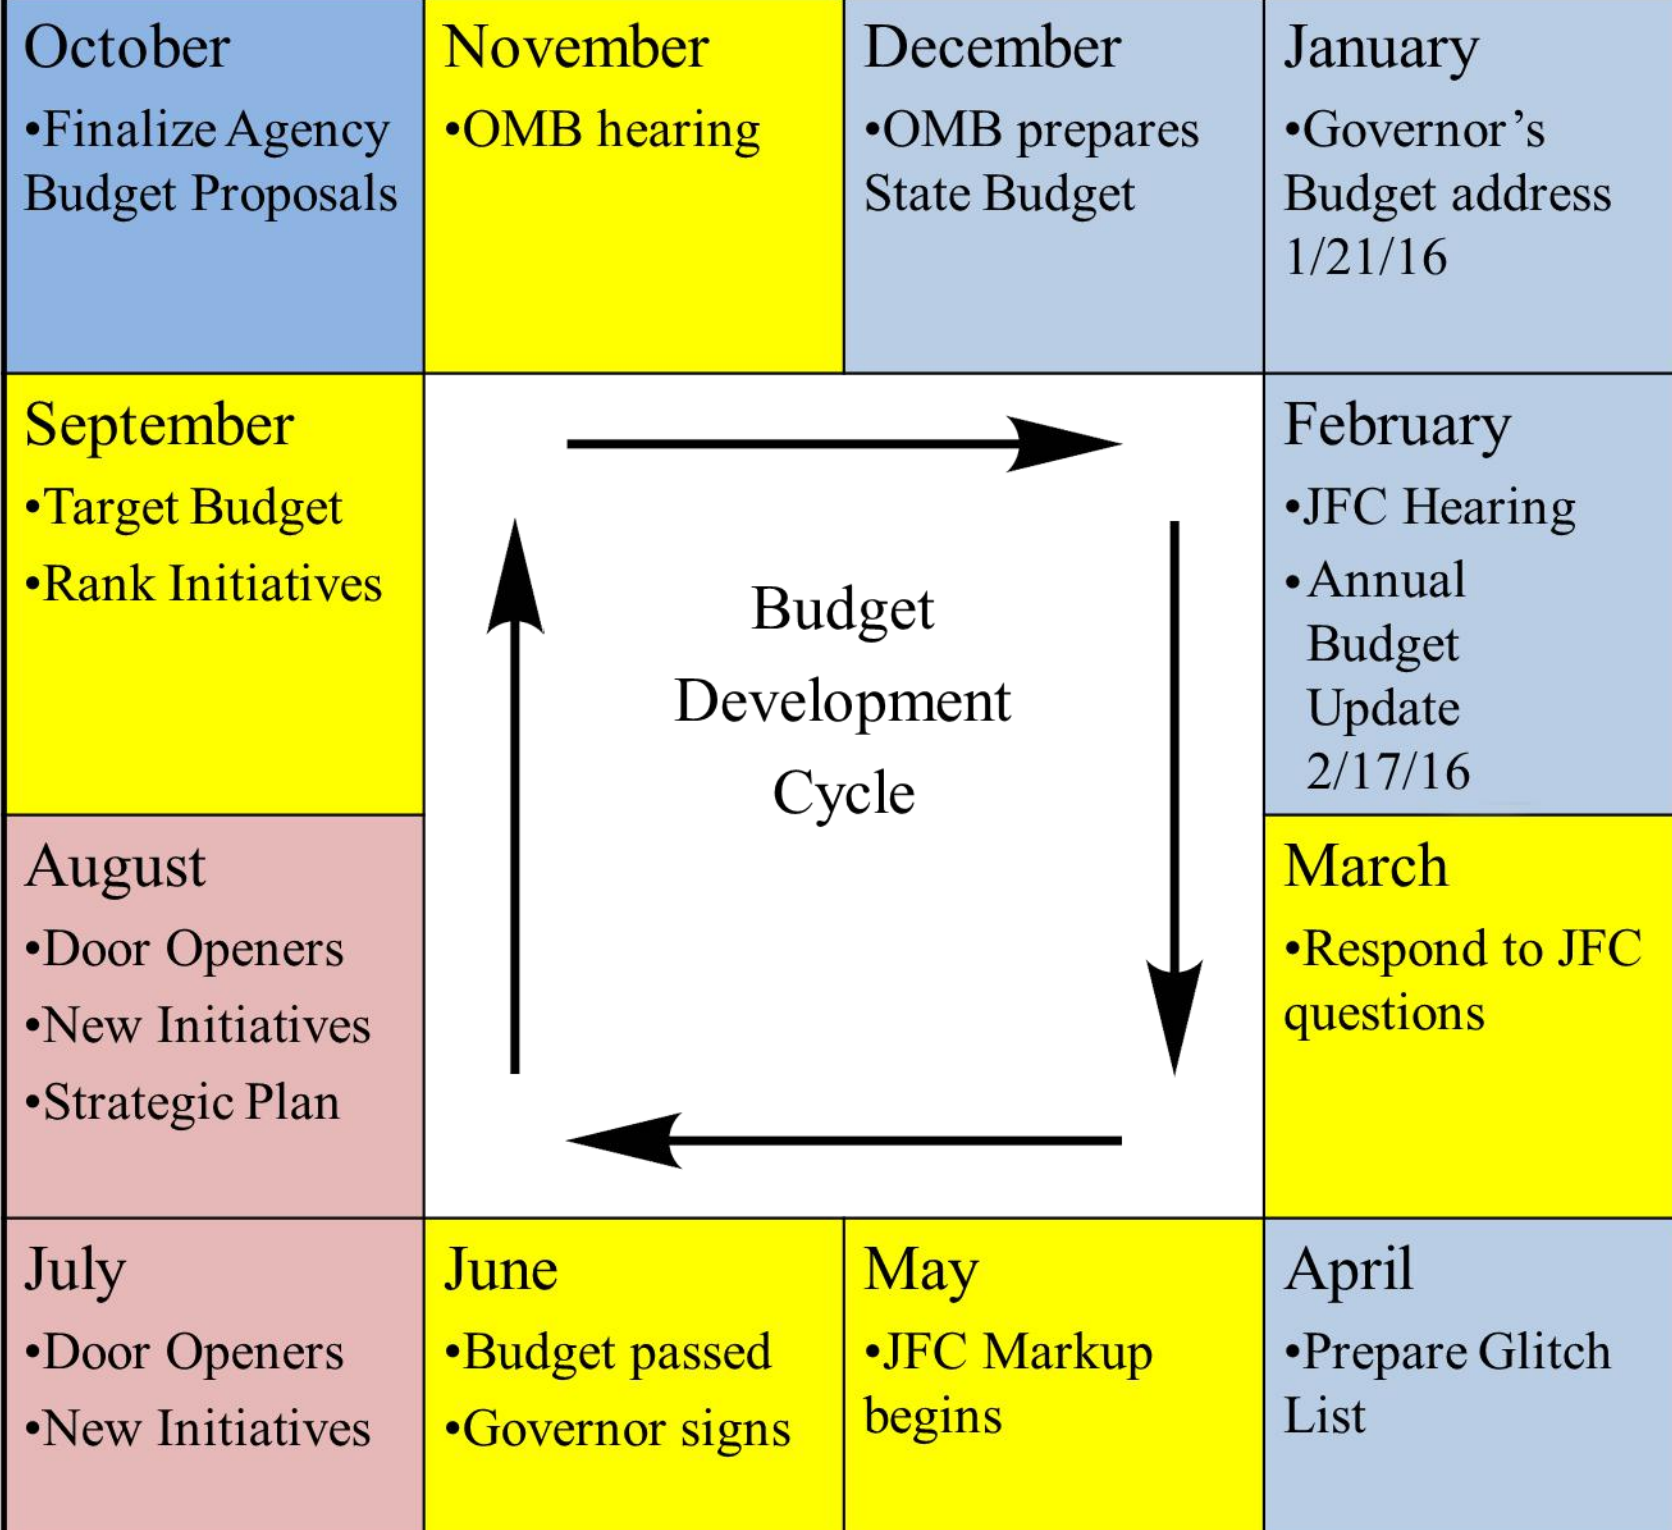 October
•Finalize Agency
Budget Proposals
November
•OMB hearing
December
•OMB prepares
State Budget
January
•Governor’s
Budget address
1/21/16
September
•Target Budget
•Rank Initiatives
Budget
Development
Cycle
February
•JFC Hearing
•Annual
Budget
Update
2/17/16
August
•Door Openers
•New Initiatives
•Strategic Plan
March
•Respond to JFC
questions
July
•Door Openers
•New Initiatives
June
•Budget passed
•Governor signs
May
•JFC Markup
begins
April
•Prepare Glitch
List